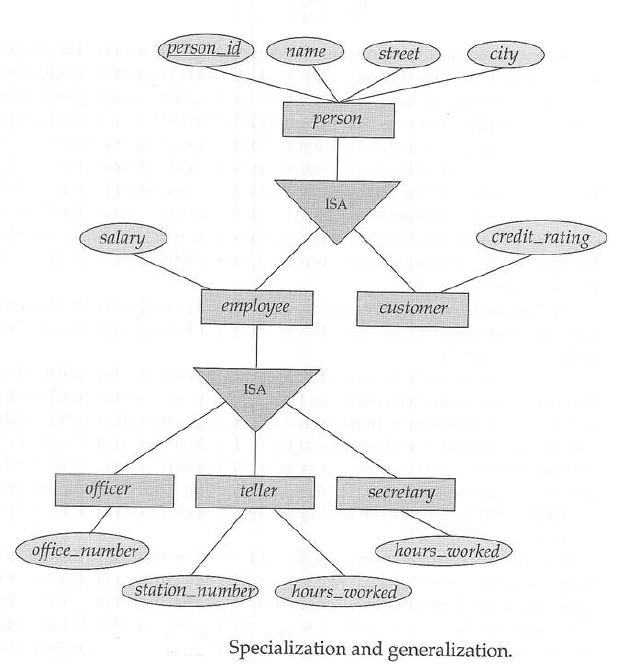 person_id name street city
person
ISA
salary credit_rating
employee customer
ISA
officer teller secretary
office_number hours_worked
station_number hours_worked
Specialization and generalization.